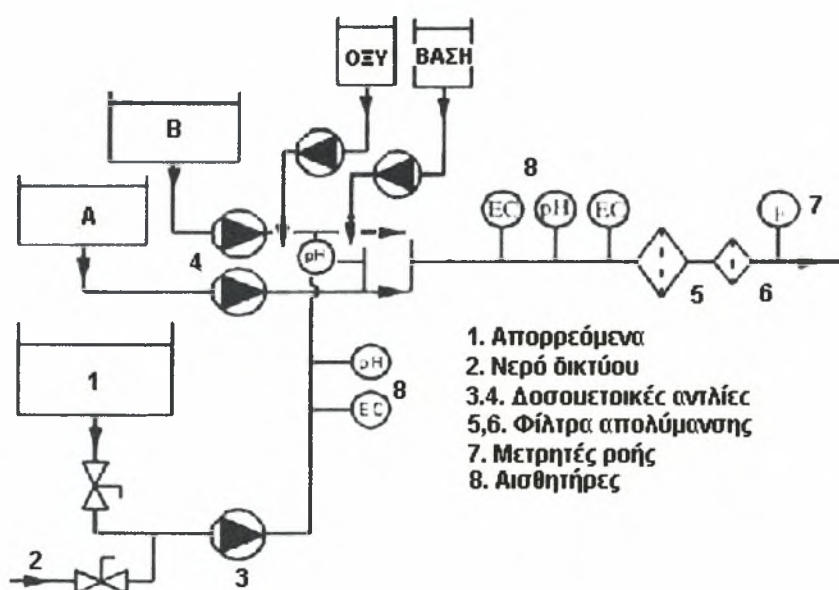 ΟΞΥ
ΒΑΣΗ
B
A
8
EC
pH
EC
7
4
pH
5
6
1
pH
EC
8
2
3
1. Απορρεόμενα
2. Νερό δικτύου
3.4. Δοσομετρικές αντλίες
5,6. Φίλτρα απολύμανσης
7. Μετρητές ροής
8. Αισθητήρες